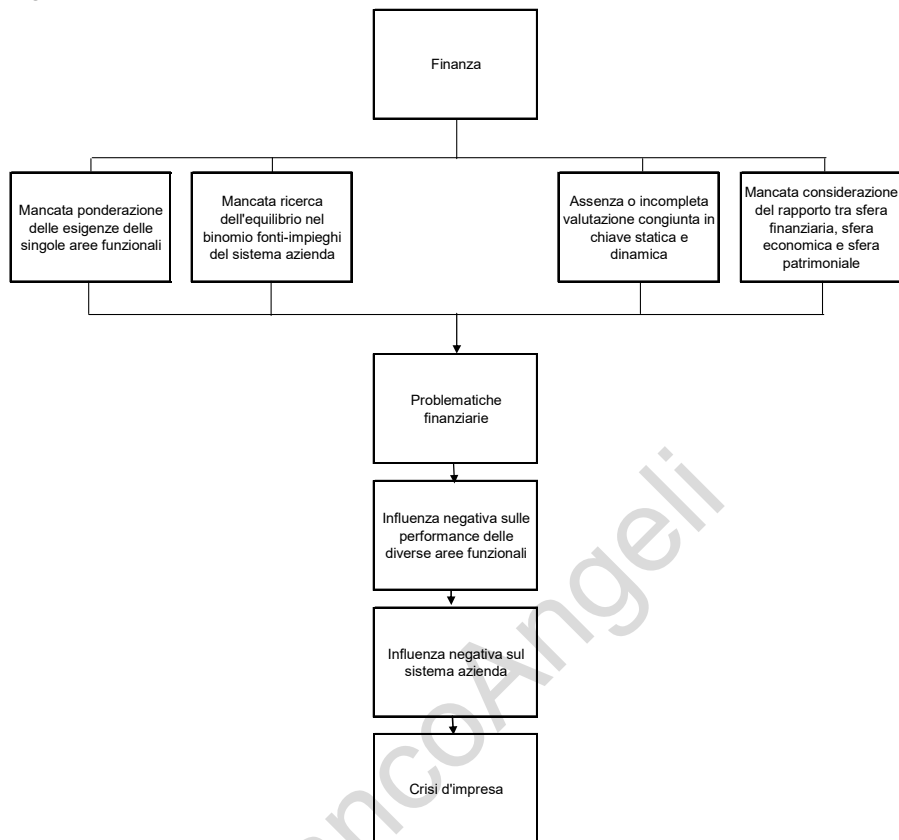 Finanza
Mancata ponderazione
delle esigenze delle
singole aree funzionali
Mancata ricerca
dell'equilibrio nel
binomio fonti-impieghi
del sistema azienda
Assenza o incompleta
valutazione congiunta in
chiave statica e
dinamica
Mancata considerazione
del rapporto tra sfera
finanziaria, sfera
economica e sfera
patrimoniale
Problematiche
finanziarie
Influenza negativa sulle
performance delle
diverse aree funzionali
Influenza negativa sul
sistema azienda
Crisi d'impresa
ncoAngeli